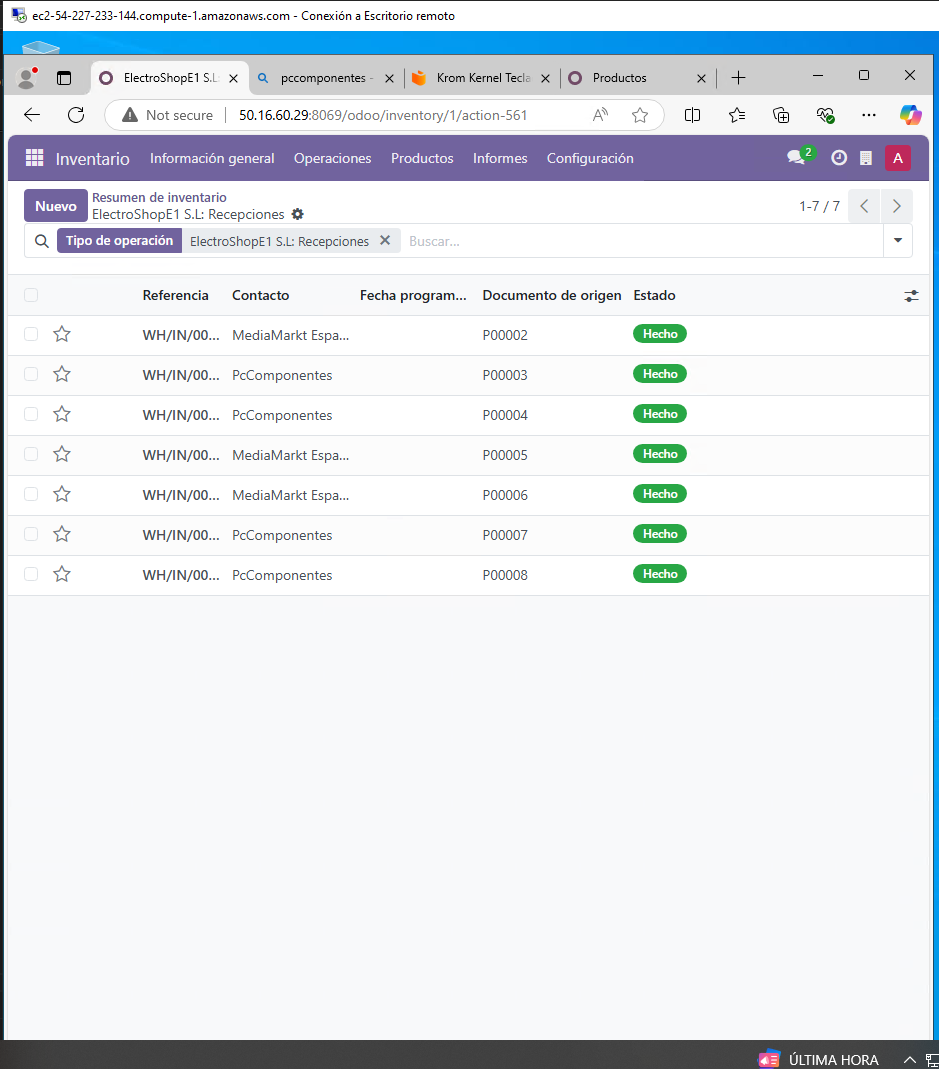 ec2-54-227-233-144.compute-1.amazonaws.com - Conexión a Escritorio remoto
ElectroShopE1 S.L: pccomponentes - Krom Kernel Tecla Productos
Not secure 50.16.60.29:8069/odoo/inventory/1/action-561
Inventario Información general Operaciones Productos Informes Configuración 2 A
Nuevo Resumen de inventario
ElectroShopE1 S.L: Recepciones
1-7 / 7
Tipo de operación ElectroShopE1 S.L: Recepciones Buscar...
Referencia Contacto Fecha program... Documento de origen Estado
WH/IN/00... MediaMarkt Espa... P00002 Hecho
WH/IN/00... PcComponentes P00003 Hecho
WH/IN/00... PcComponentes P00004 Hecho
WH/IN/00... MediaMarkt Espa... P00005 Hecho
WH/IN/00... MediaMarkt Espa... P00006 Hecho
WH/IN/00... PcComponentes P00007 Hecho
WH/IN/00... PcComponentes P00008 Hecho
ÚLTIMA HORA